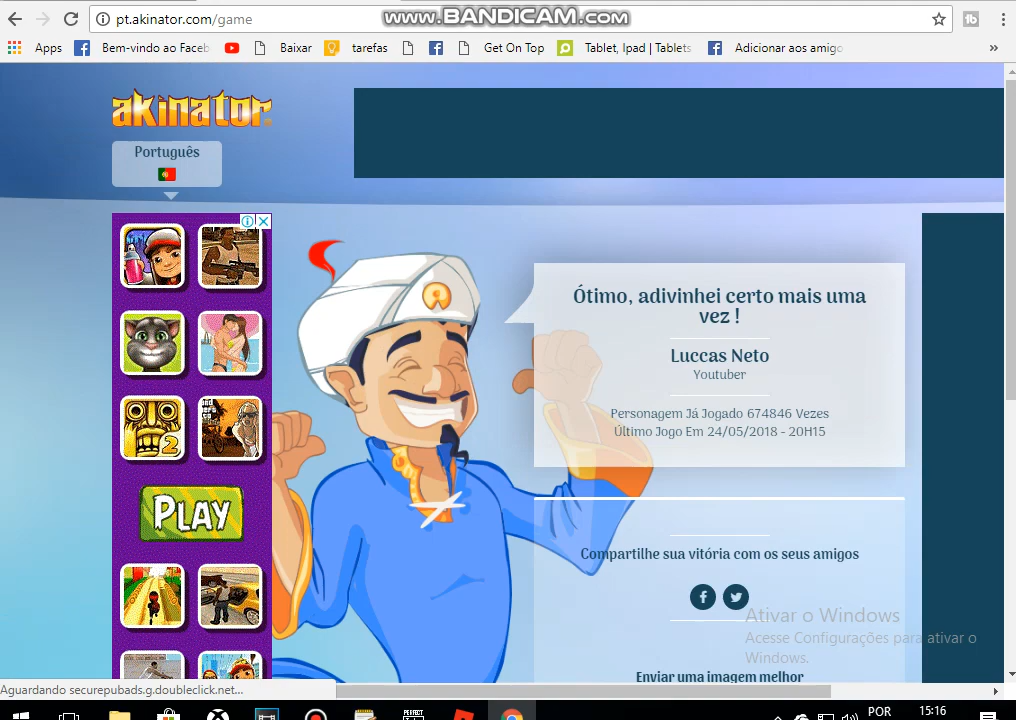 pt.akinator.com/game
WWW.BANDICAM.COM
Apps
Bem-vindo ao Faceb
Baixar
tarefas
Get On Top
Tablet, Ipad | Tablets
Adicionar aos amigo
»
akinator
Português
2
PLAY
Ótimo, adivinhei certo mais uma
vez !
Luccas Neto
Youtuber
Personagem Já Jogado 674846 Vezes
Último Jogo Em 24/05/2018 - 20H15
Compartilhe sua vitória com os seus amigos
Ativar o Windows
Acesse Configurações para ativar o
Windows.
Enviar uma imagem melhor
Aguardando securepubads.g.doubleclick.net...
PERFECT
POR
15:16